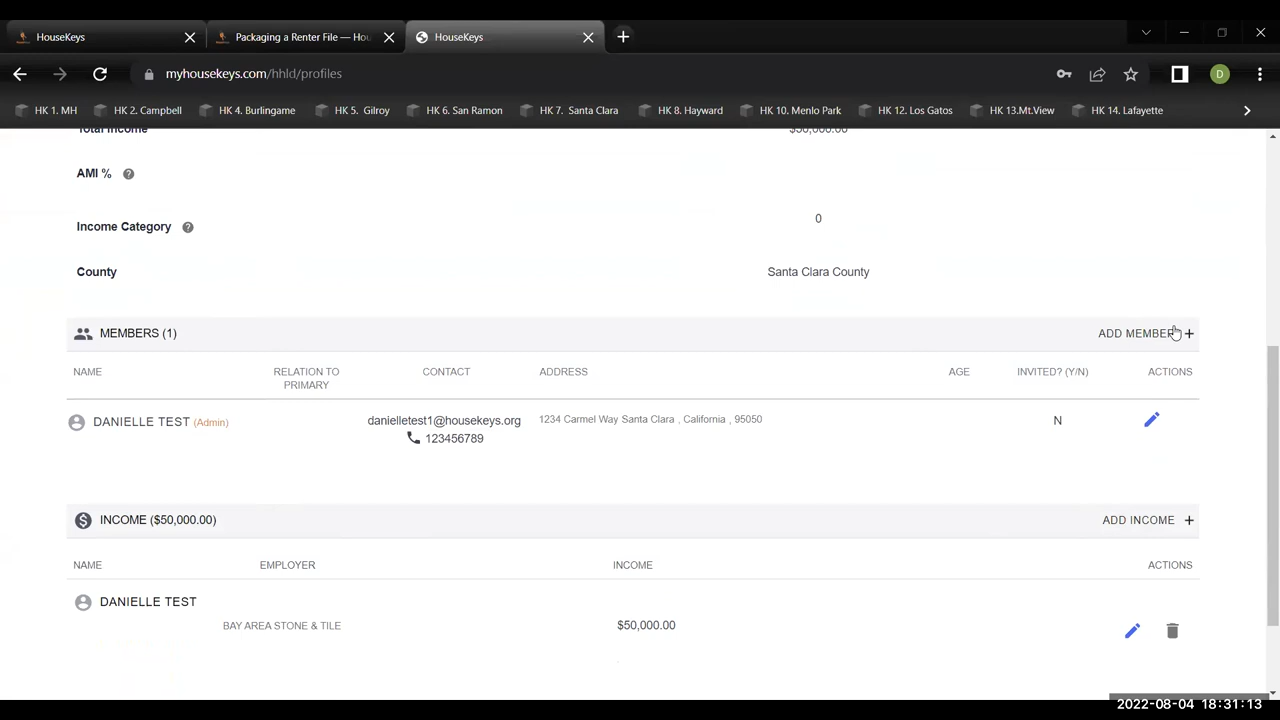 HouseKeys
Packaging a Renter File — Hou
HouseKeys
myhousekeys.com/hhld/profiles
D
HK 1. MH
HK 2. Campbell
HK 4. Burlingame
HK 5. Gilroy
HK 6. San Ramon
HK 7. Santa Clara
HK 8. Hayward
HK 10. Menlo Park
HK 12. Los Gatos
HK 13.Mt.View
HK 14. Lafayette
Total Income
$50,000.00
AMI %
Income Category
0
County
Santa Clara County
MEMBERS (1)
ADD MEMBER +
NAME
RELATION TO
PRIMARY
CONTACT
ADDRESS
AGE
INVITED? (Y/N)
ACTIONS
DANIELLE TEST (Admin)
danielletest1@housekeys.org
123456789
1234 Carmel Way Santa Clara , California , 95050
N
INCOME ($50,000.00)
ADD INCOME +
NAME
EMPLOYER
INCOME
ACTIONS
DANIELLE TEST
BAY AREA STONE & TILE
$50,000.00
2022-08-04 18:31:13